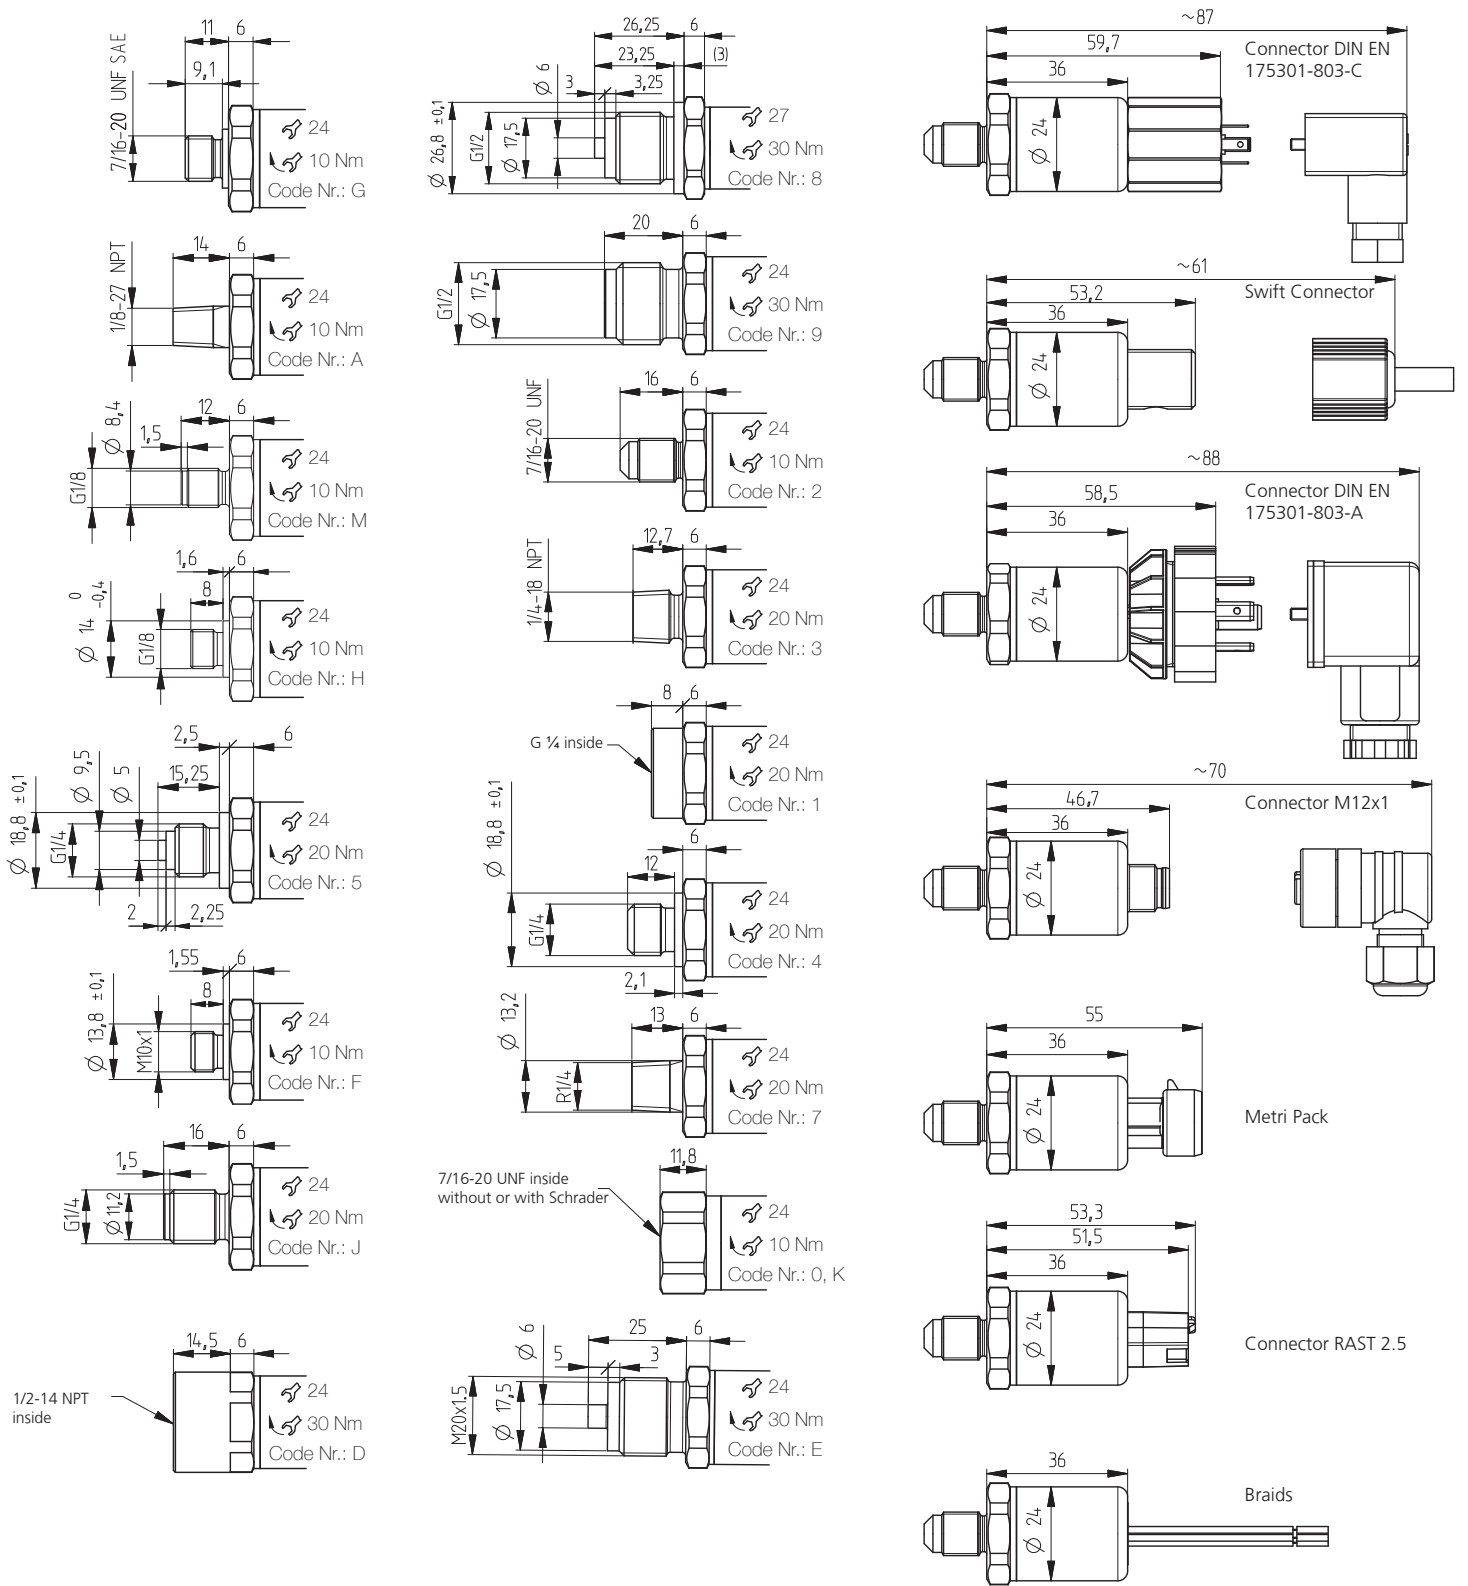 11
6
9,1
7/16-20 UNF SAE
24
10 Nm
Code Nr.: G
14
6
1/8-27 NPT
24
10 Nm
Code Nr.: A
12
6
Ø 8,4
1,5
G1/8
24
10 Nm
Code Nr.: M
1,6
6
8
Ø 14 0 -0,4
G1/8
24
10 Nm
Code Nr.: H
2,5
6
15,25
Ø 18,8 ±0,1
G1/4
Ø 9,5
Ø 5
2
2,25
24
20 Nm
Code Nr.: 5
1,55
6
8
Ø 13,8 ±0,1
M10x1
24
10 Nm
Code Nr.: F
16
6
1,5
G1/4
Ø 11,2
24
20 Nm
Code Nr.: J
14,5
6
1/2-14 NPT
inside
24
30 Nm
Code Nr.: D
26,25
6
23,25
(3)
Ø 6
3
3,25
Ø 26,8 ±0,1
G1/2
Ø 17,5
27
30 Nm
Code Nr.: 8
20
6
G1/2
Ø 17,5
24
30 Nm
Code Nr.: 9
16
6
7/16-20 UNF
24
10 Nm
Code Nr.: 2
12,7
6
1/4-18 NPT
24
20 Nm
Code Nr.: 3
8
6
G ¼ inside
24
20 Nm
Code Nr.: 1
6
12
Ø 18,8 ±0,1
G1/4
2,1
24
20 Nm
Code Nr.: 4
13
6
Ø 13,2
R1/4
24
20 Nm
Code Nr.: 7
11,8
7/16-20 UNF inside
without or with Schrader
24
10 Nm
Code Nr.: 0, K
25
6
Ø 6
5
3
M20x1.5
Ø 17,5
24
30 Nm
Code Nr.: E
~87
59,7
36
Ø 24
Connector DIN EN
175301-803-C
~61
53,2
36
Ø 24
Swift Connector
~88
58,5
36
Ø 24
Connector DIN EN
175301-803-A
~70
46,7
36
Ø 24
Connector M12x1
55
36
Ø 24
Metri Pack
53,3
51,5
36
Ø 24
Connector RAST 2.5
36
Ø 24
Braids